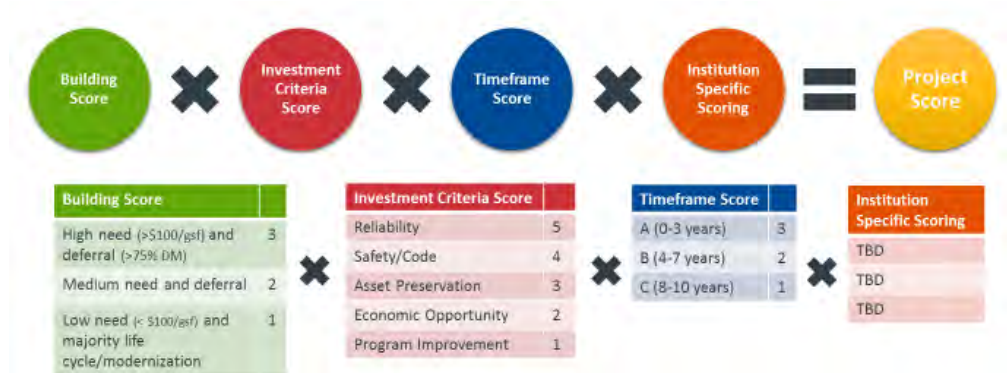 Building
Score
Investment
Criteria
Score
Timeframe
Score
Institution
Specific
Scoring
Project
Score
Building Score
High need (>$100/gsf) and 3
deferral (>75% DM)
Medium need and deferral 2
Low need (< $100/gsf) and 1
majority life
cycle/modernization
Investment Criteria Score
Reliability 5
Safety/Code 4
Asset Preservation 3
Economic Opportunity 2
Program Improvement 1
Timeframe Score
A (0-3 years) 3
B (4-7 years) 2
C (8-10 years) 1
Institution
Specific Scoring
TBD
TBD
TBD